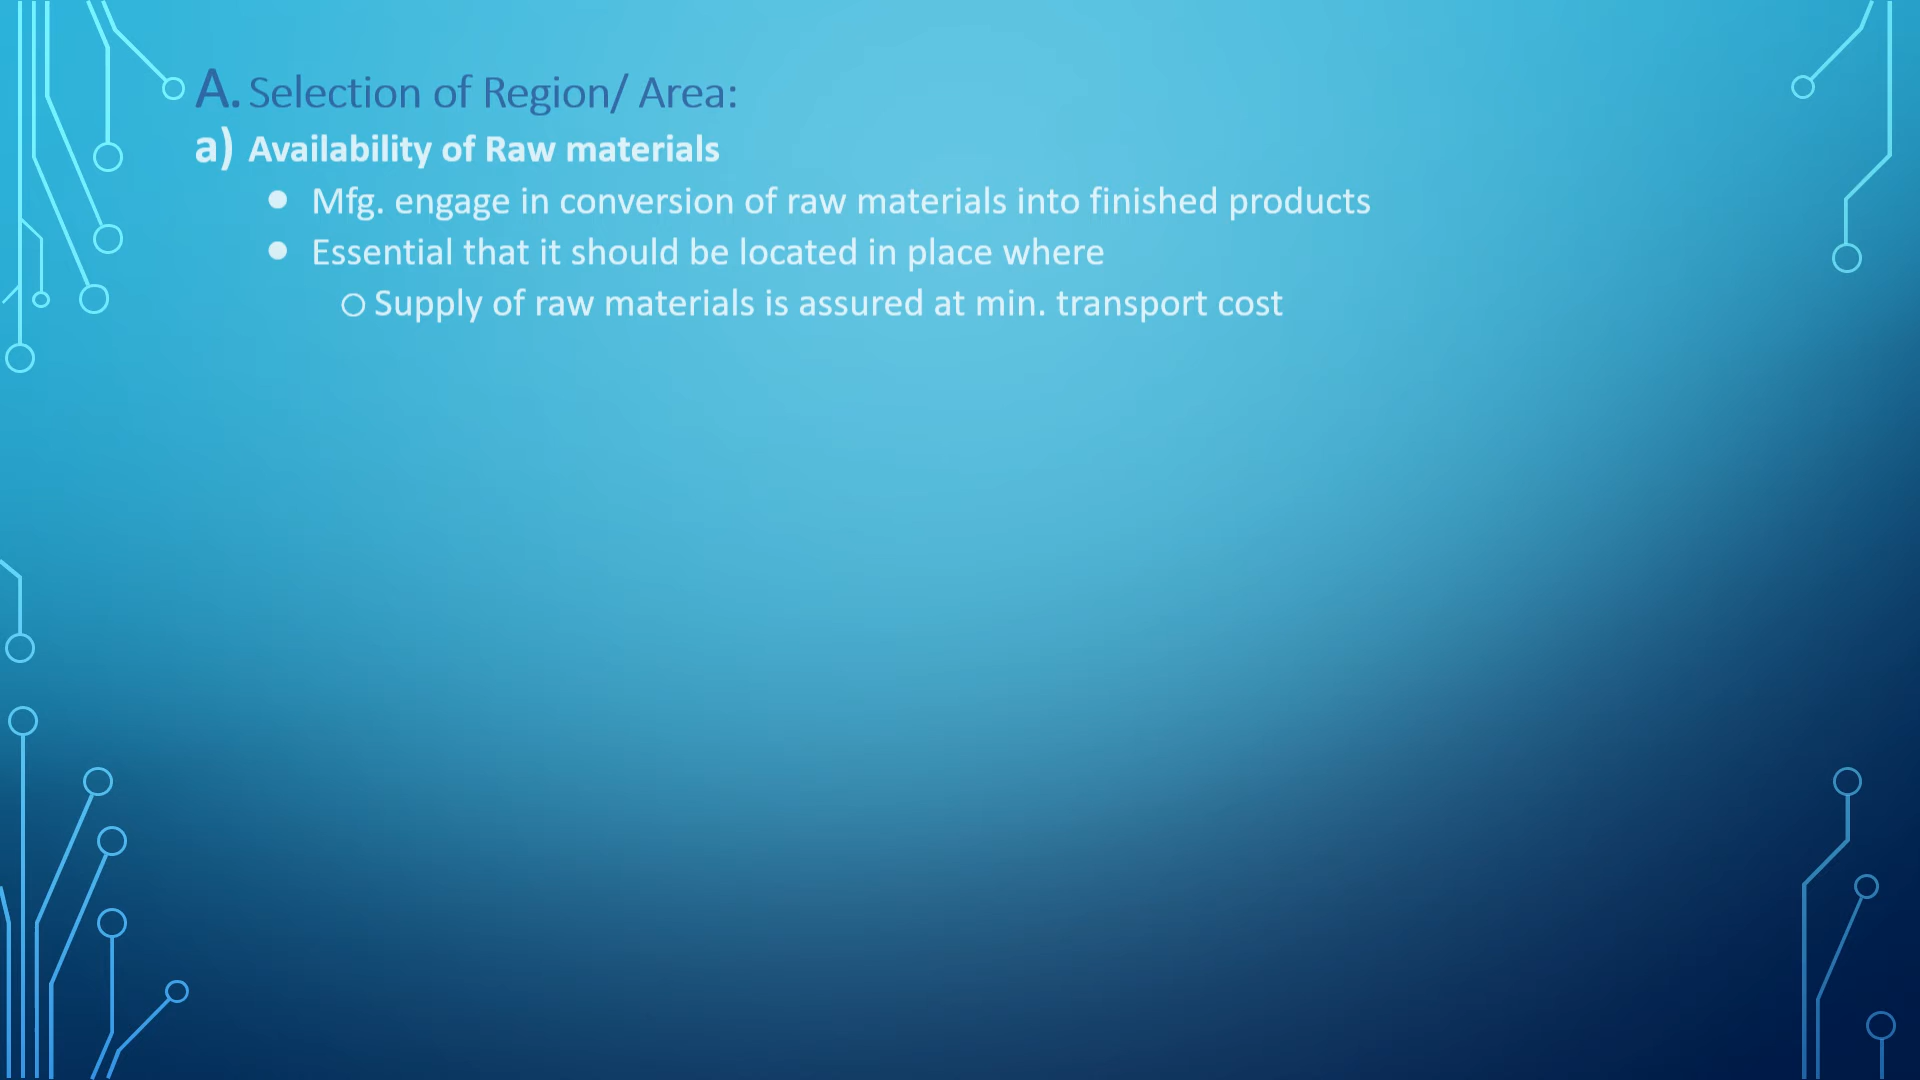 A. Selection of Region/ Area:
a) Availability of Raw materials
● Mfg. engage in conversion of raw materials into finished products
● Essential that it should be located in place where
○ Supply of raw materials is assured at min. transport cost